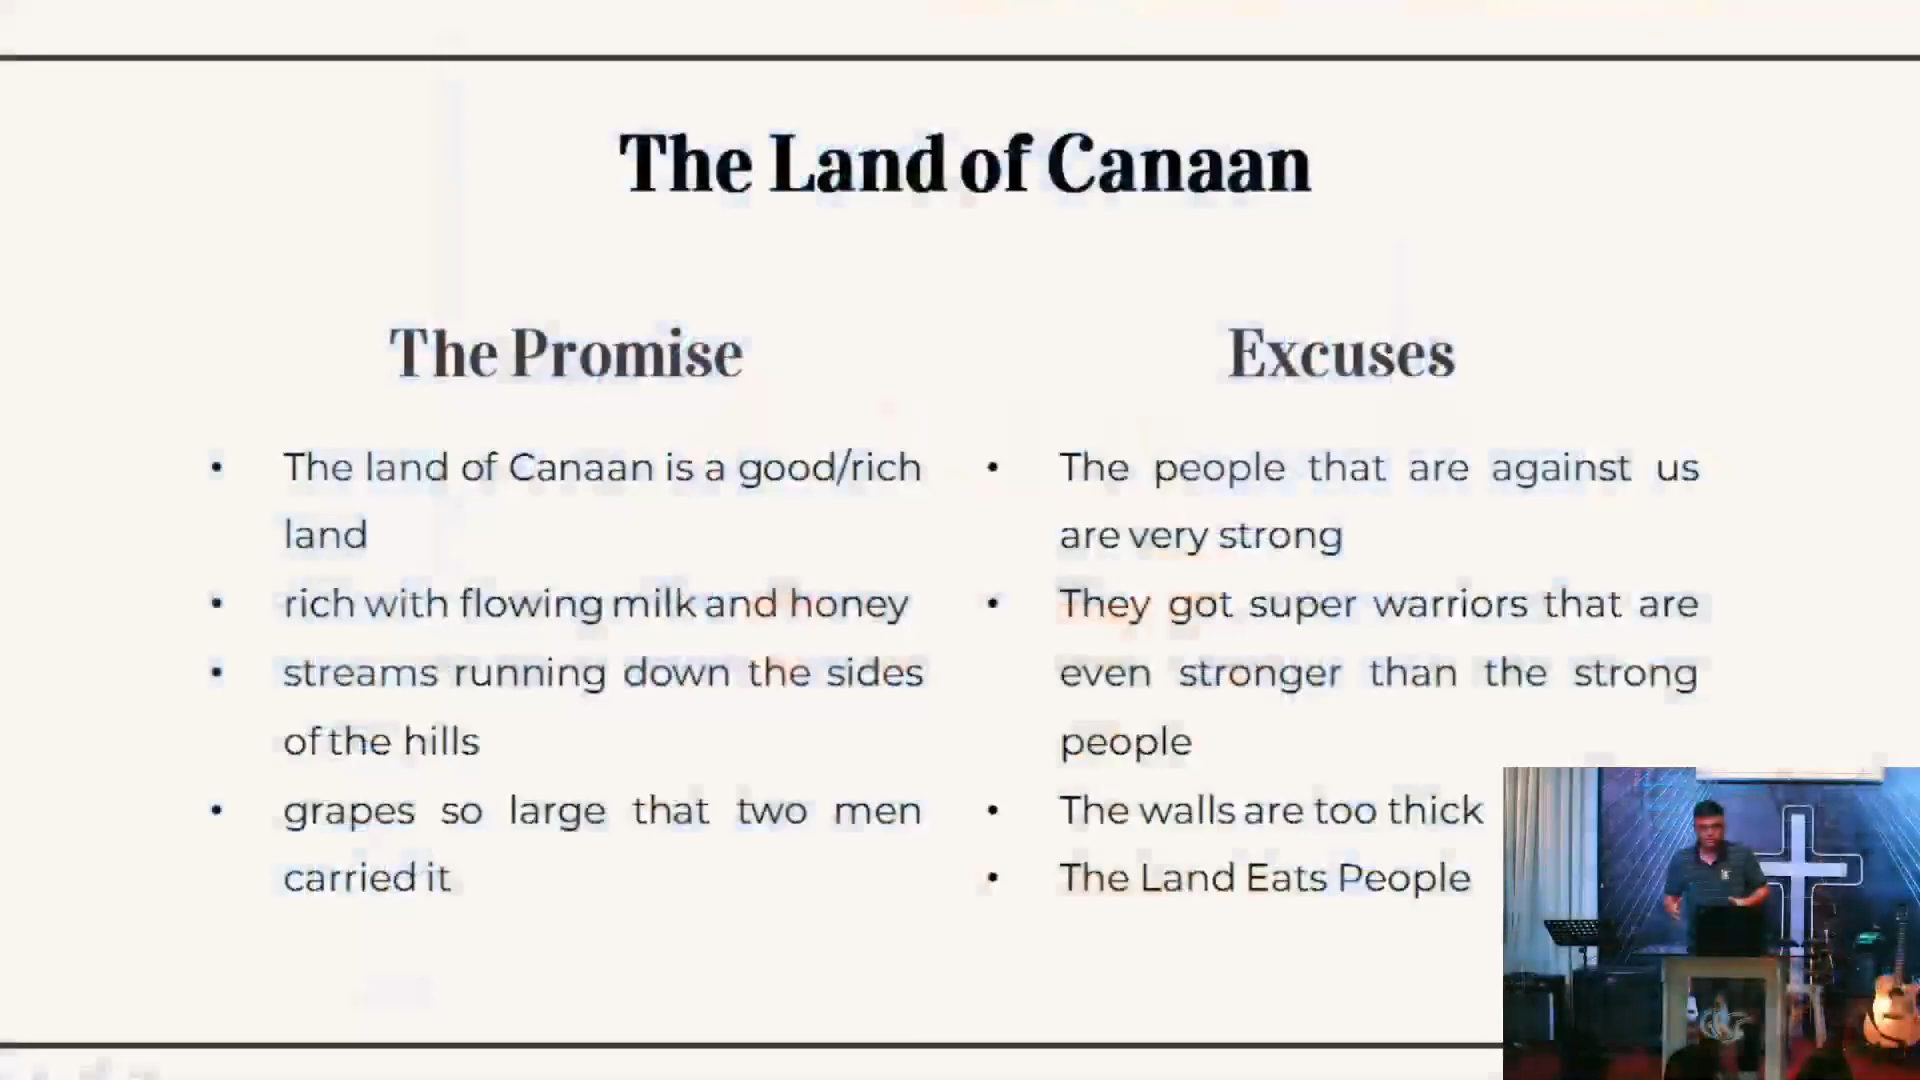 The Land of Canaan
The Promise
• The land of Canaan is a good/rich
land
• rich with flowing milk and honey
• streams running down the sides
of the hills
• grapes so large that two men
carried it
Excuses
• The people that are against us
are very strong
• They got super warriors that are
even stronger than the strong
people
• The walls are too thick
• The Land Eats People